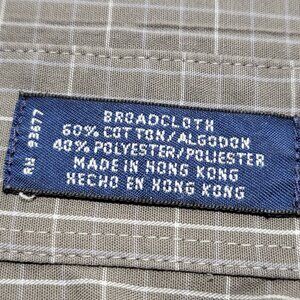 BROADCLOTH
60% COTTON/ALGODON
40% POLYESTER/POLIESTER
MADE IN HONG KONG
HECHO EN HONG KONG
RN 93677